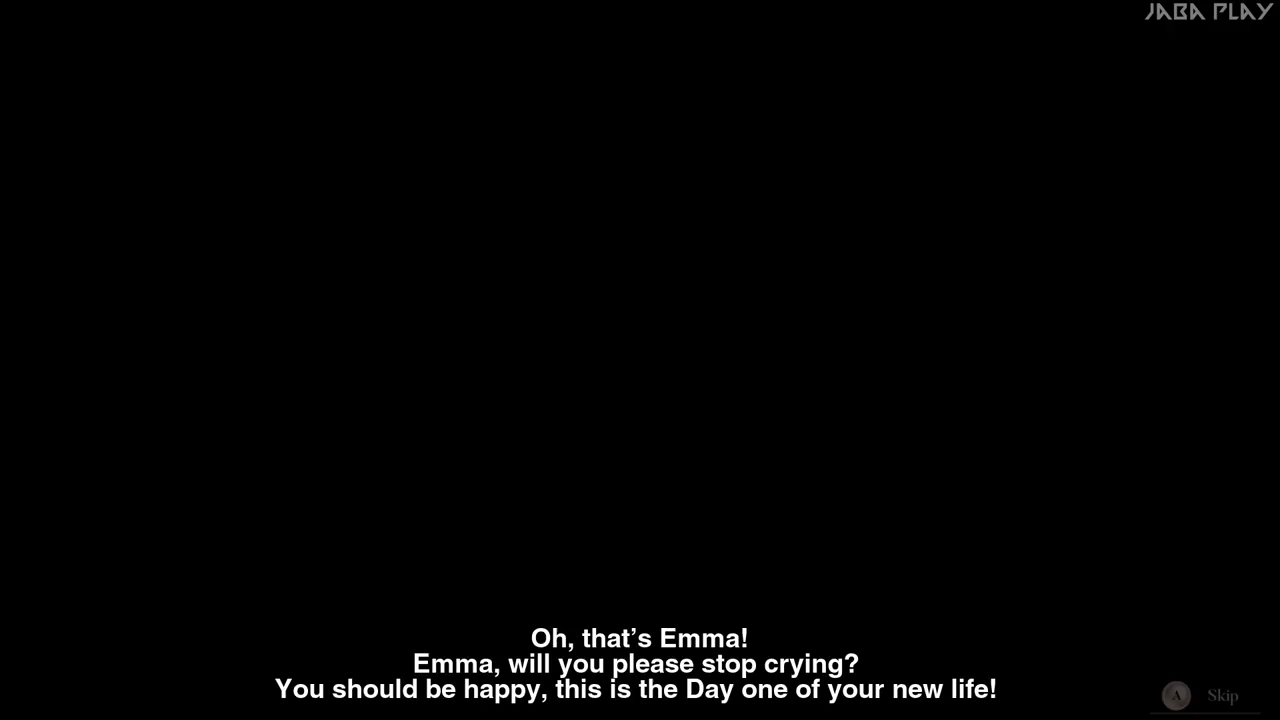 JABA PLAY
Oh, that’s Emma!
Emma, will you please stop crying?
You should be happy, this is the Day one of your new life!
A Skip